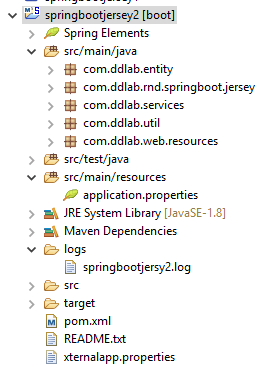 springbootjersey2 [boot]
Spring Elements
src/main/java
com.ddlab.entity
com.ddlab.rnd.springboot.jersey
com.ddlab.services
com.ddlab.util
com.ddlab.web.resources
src/test/java
src/main/resources
application.properties
JRE System Library [JavaSE-1.8]
Maven Dependencies
logs
springbootjersy2.log
src
target
pom.xml
README.txt
xternalapp.properties